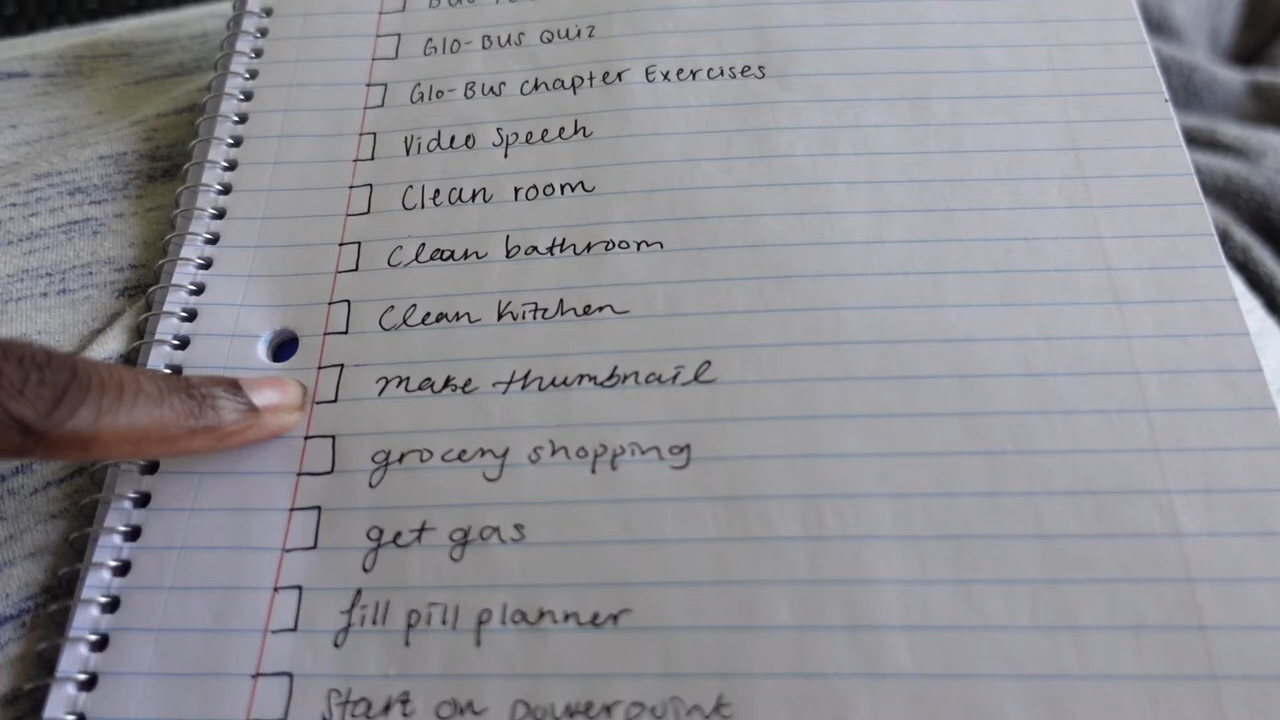 Glo-Bus Quiz
Glo-Bus chapter Exercises
Video Speech
Clean room
Clean bathroom
Clean Kitchen
make thumbnail
grocery shopping
get gas
fill pill planner
Start on powerpoint